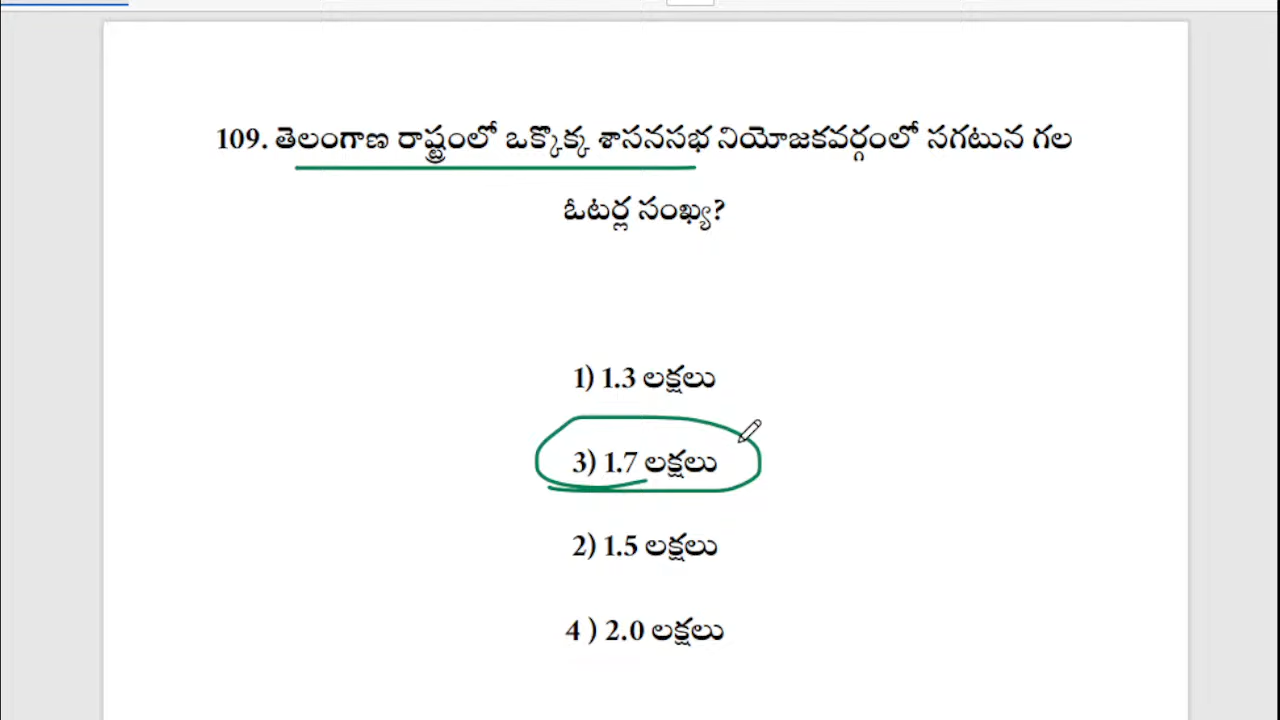 109. తెలంగాణ రాష్ట్రంలో ఒక్కొక్క శాసనసభ నియోజకవర్గంలో సగటున గల
ఓటర్ల సంఖ్య?
1) 1.3 లక్షలు
3) 1.7 లక్షలు
2) 1.5 లక్షలు
4 ) 2.0 లక్షలు